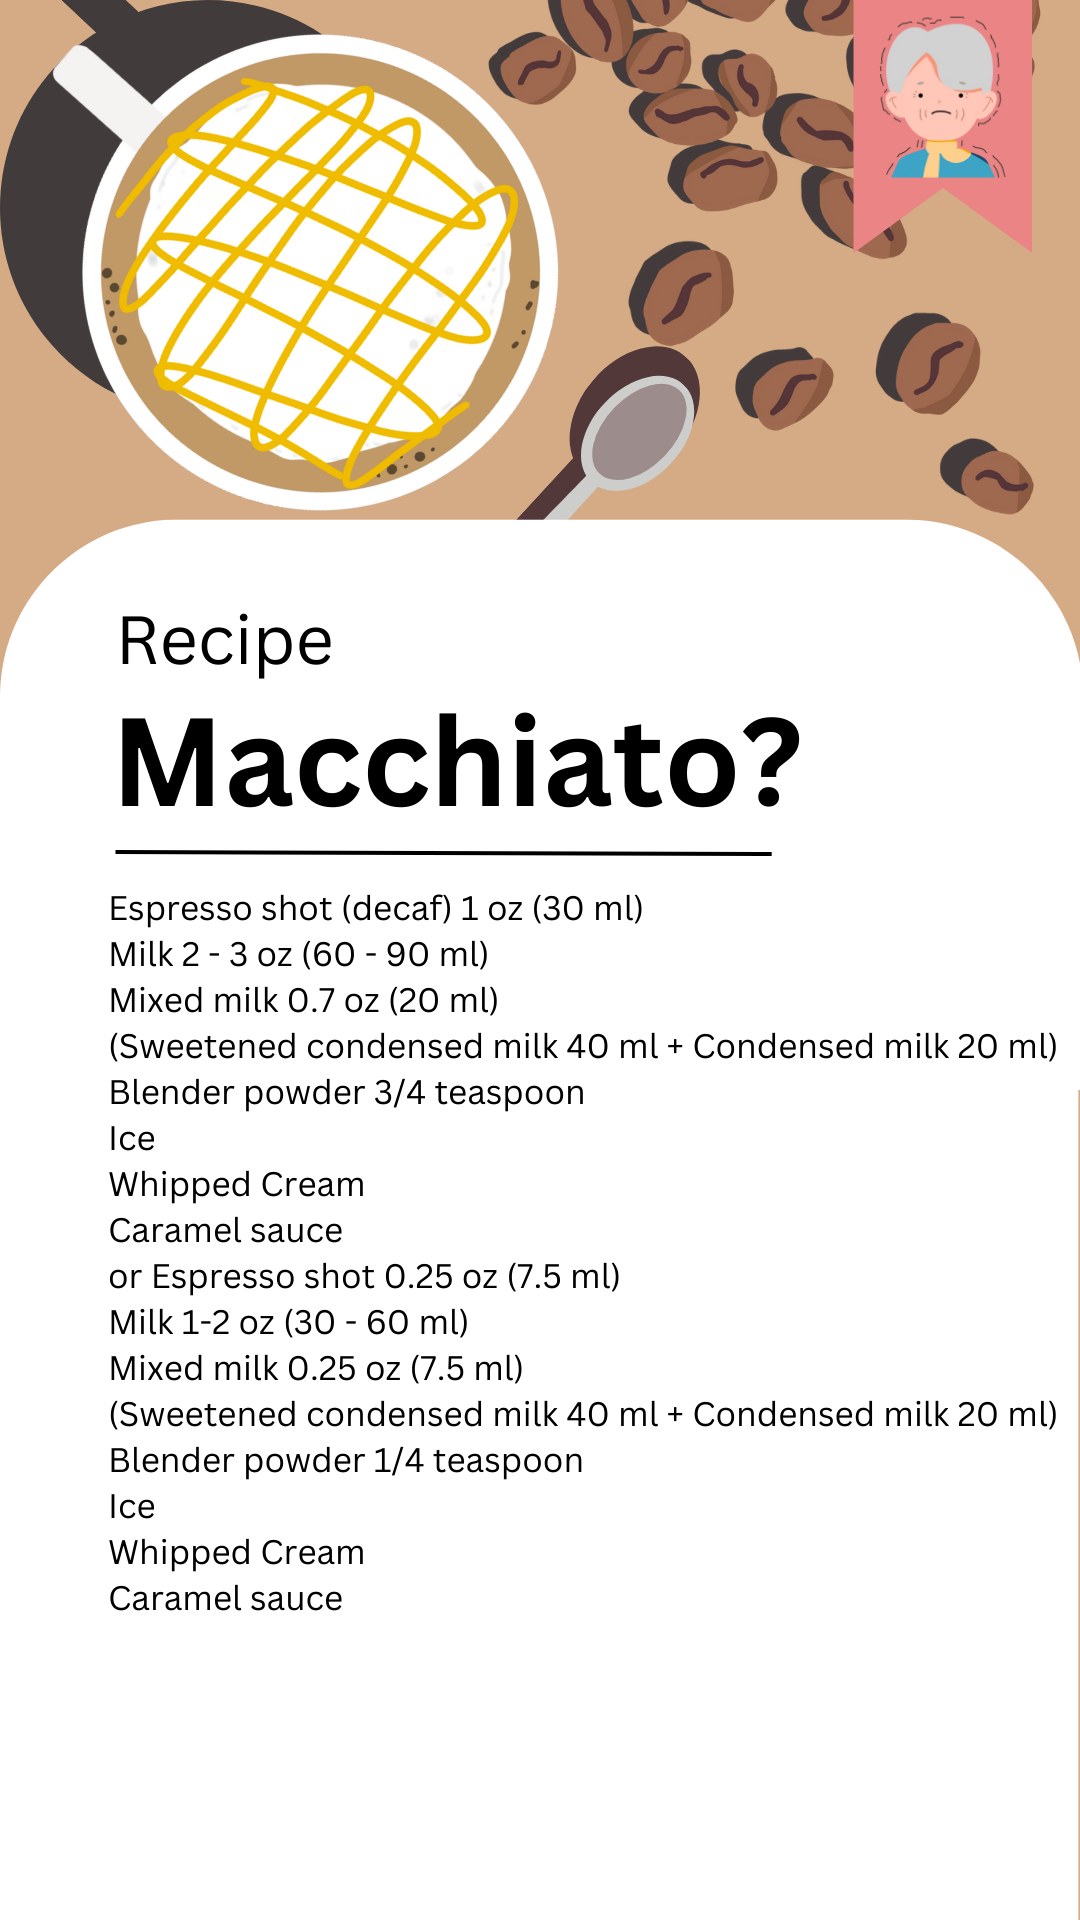 Recipe
Macchiato?
Espresso shot (decaf) 1 oz (30 ml)
Milk 2 - 3 oz (60 - 90 ml)
Mixed milk 0.7 oz (20 ml)
(Sweetened condensed milk 40 ml + Condensed milk 20 ml)
Blender powder 3/4 teaspoon
Ice
Whipped Cream
Caramel sauce
or Espresso shot 0.25 oz (7.5 ml)
Milk 1-2 oz (30 - 60 ml)
Mixed milk 0.25 oz (7.5 ml)
(Sweetened condensed milk 40 ml + Condensed milk 20 ml)
Blender powder 1/4 teaspoon
Ice
Whipped Cream
Caramel sauce